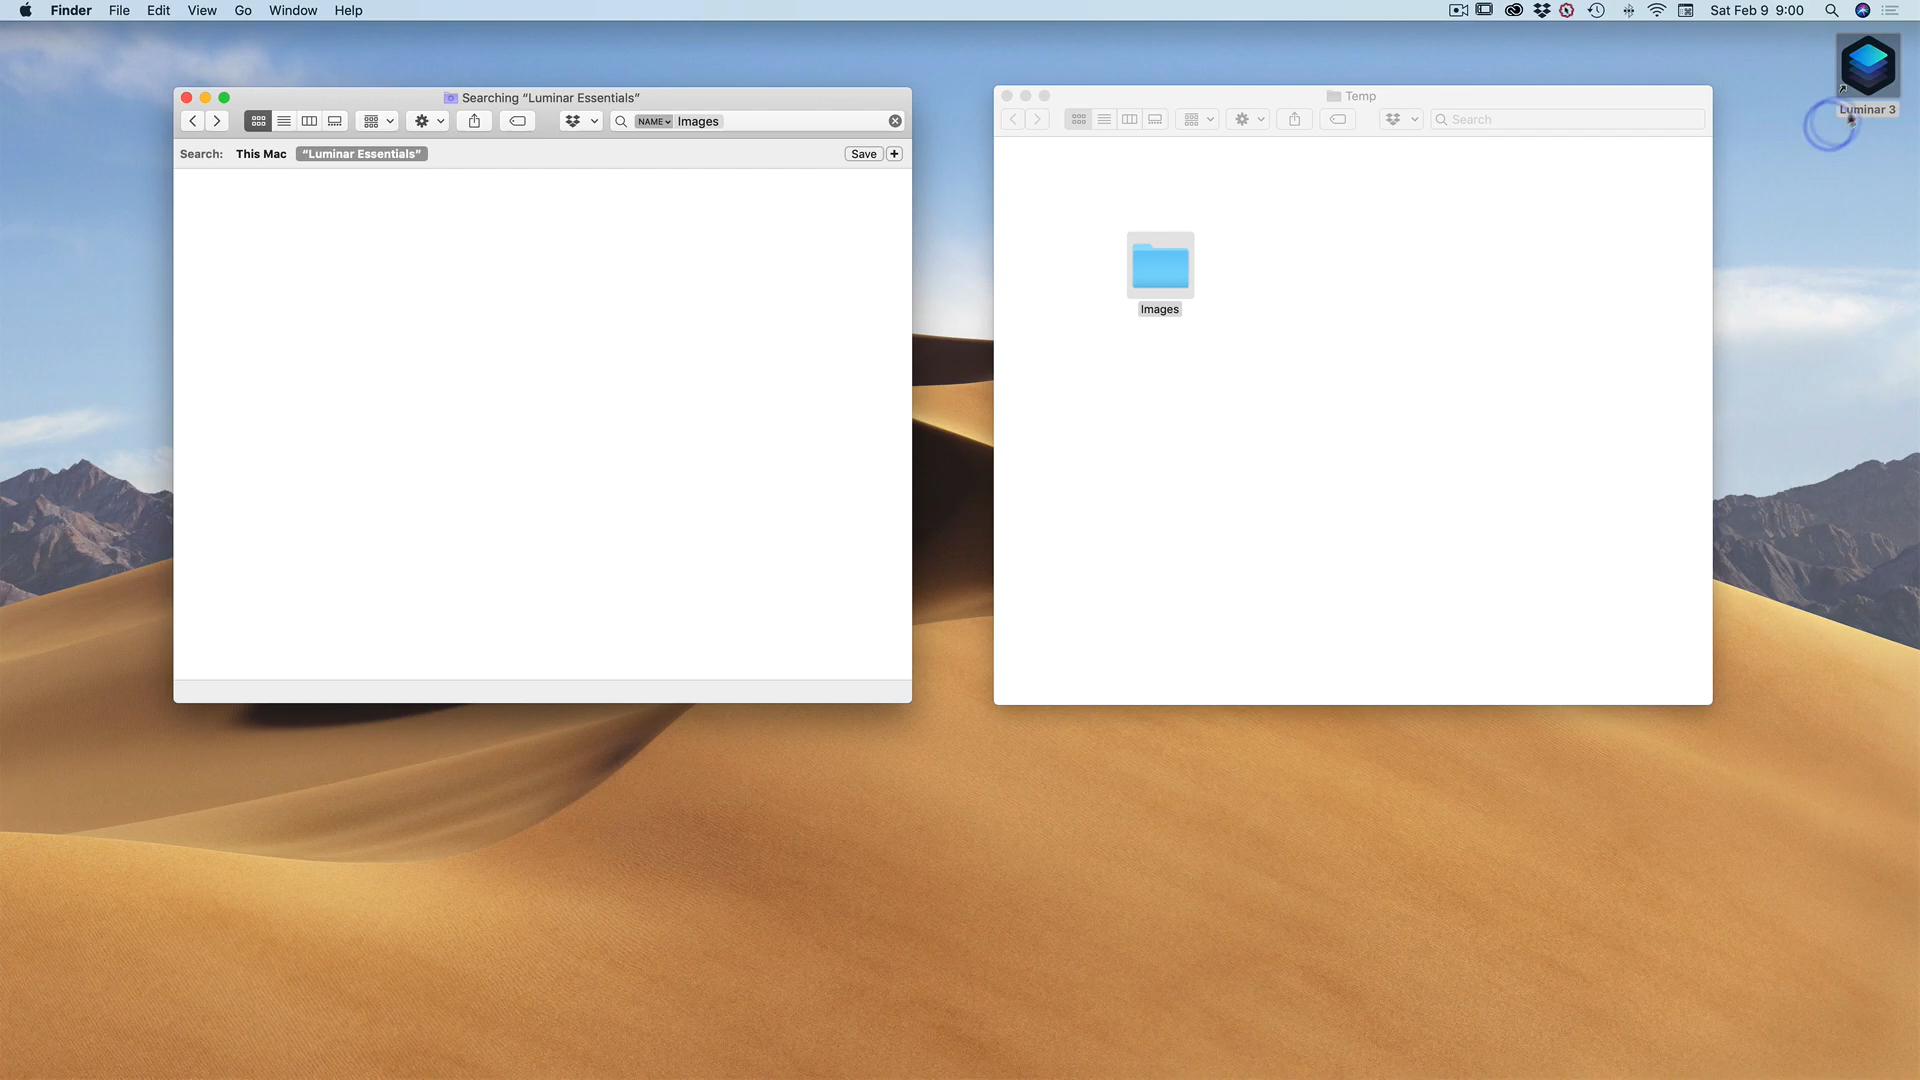 Finder File Edit View Go Window Help
Sat Feb 9 9:00
Luminar 3
Searching “Luminar Essentials”
NAME Images
Search: This Mac “Luminar Essentials” Save
Temp
Search
Images